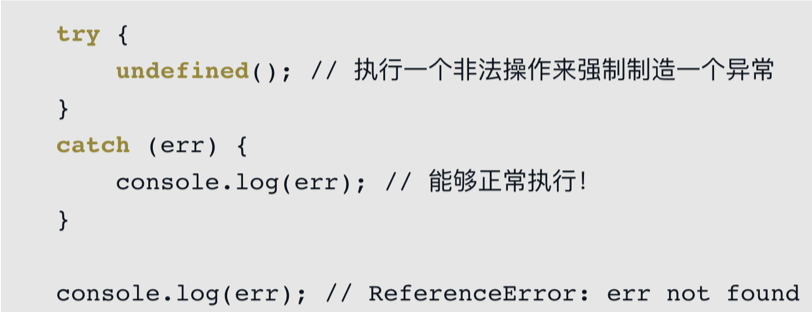 try {
    undefined(); // 执行一个非法操作来强制制造一个异常
}
catch (err) {
    console.log(err); // 能够正常执行！
}

console.log(err); // ReferenceError: err not found